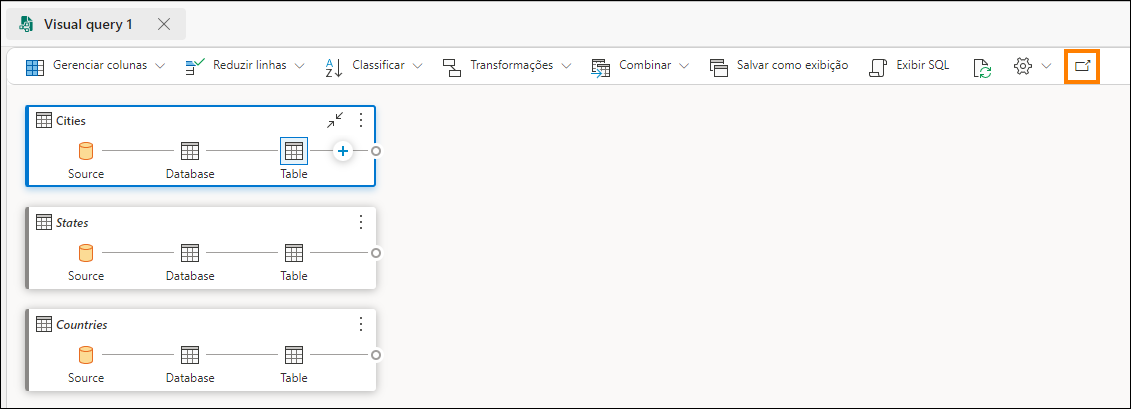 Visual query 1
Gerenciar colunas Reduzir linhas Classificar Transformações Combinar Salvar como exibição Exibir SQL
Cities
Source Database Table
States
Source Database Table
Countries
Source Database Table